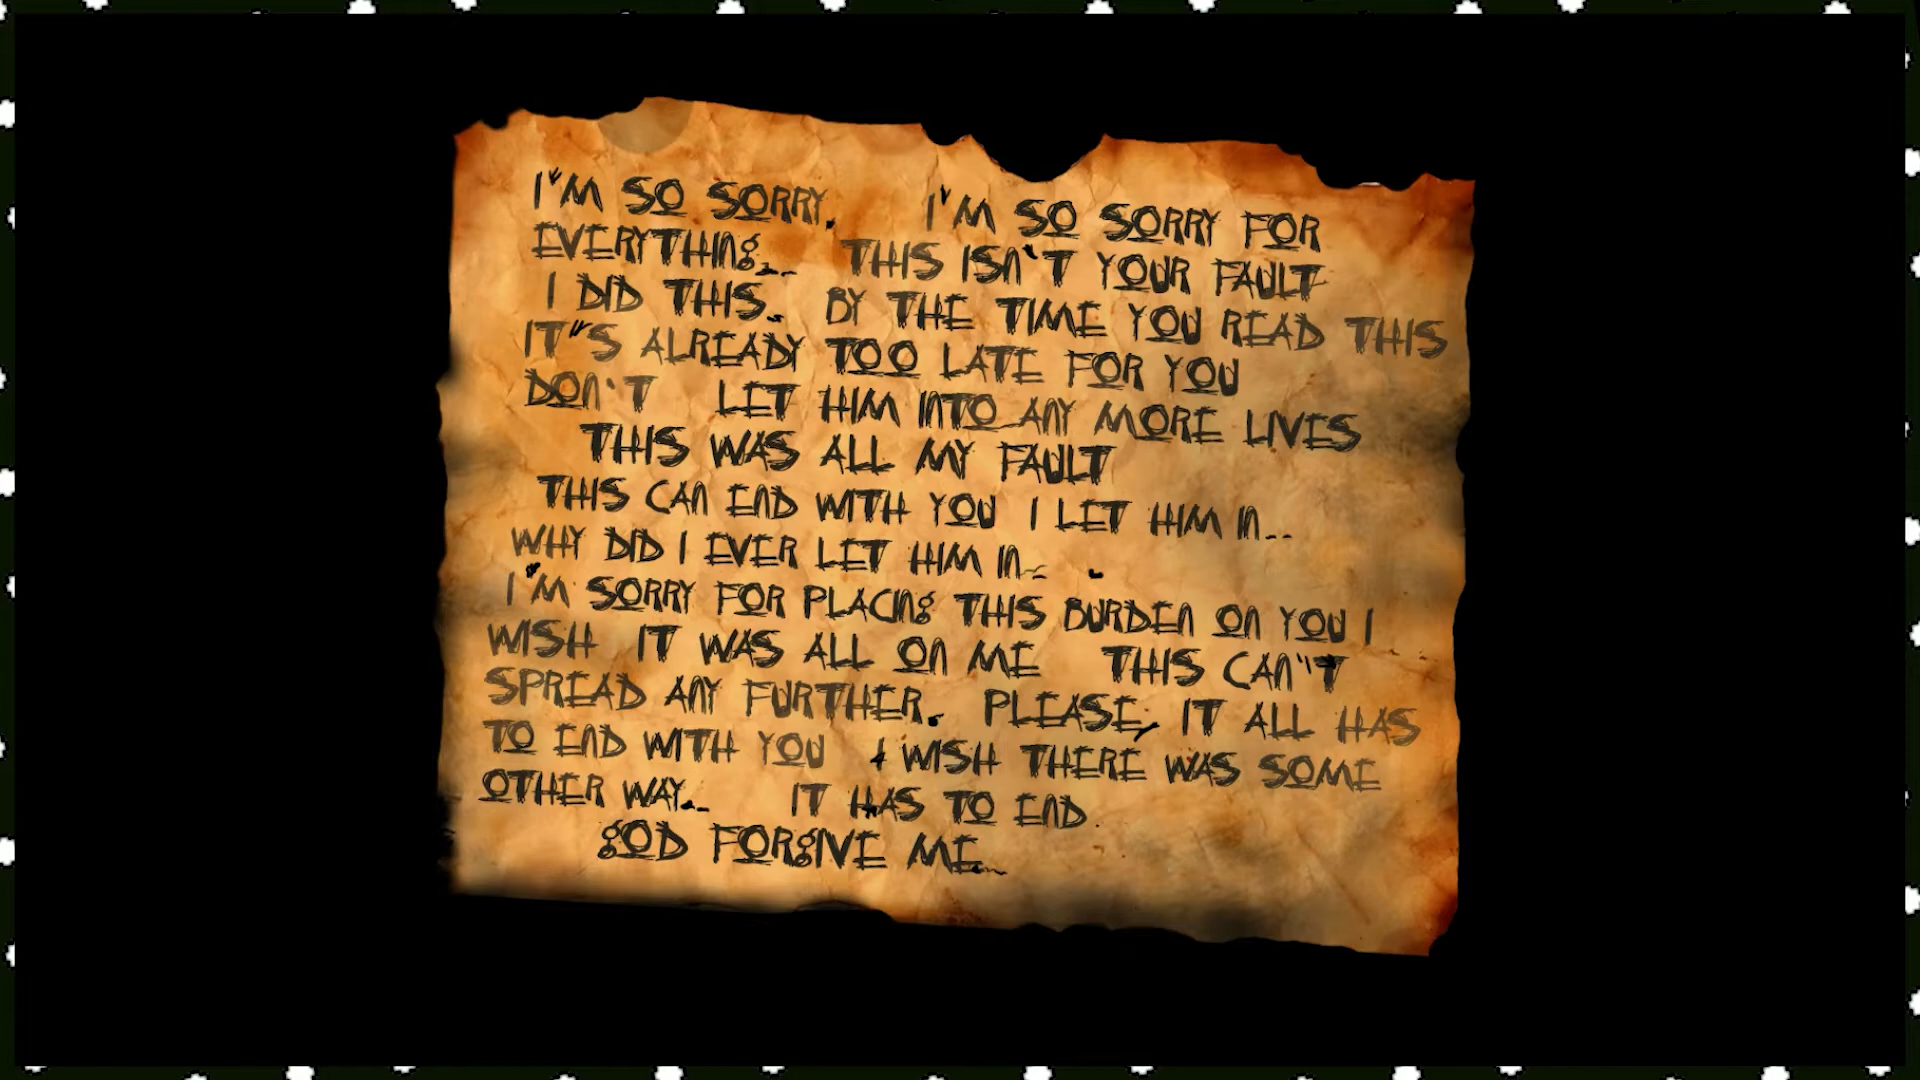 I'M SO SORRY. I'M SO SORRY FOR
EVERYTHING... THIS ISN'T YOUR FAULT
I DID THIS. BY THE TIME YOU READ THIS
IT'S ALREADY TOO LATE FOR YOU
DON'T LET HIM INTO ANY MORE LIVES
THIS WAS ALL MY FAULT
THIS CAN END WITH YOU I LET HIM IN...
WHY DID I EVER LET HIM IN...
I'M SORRY FOR PLACING THIS BURDEN ON YOU I
WISH IT WAS ALL ON ME THIS CAN'T
SPREAD ANY FURTHER. PLEASE, IT ALL HAS
TO END WITH YOU I WISH THERE WAS SOME
OTHER WAY... IT HAS TO END.
GOD FORGIVE ME...